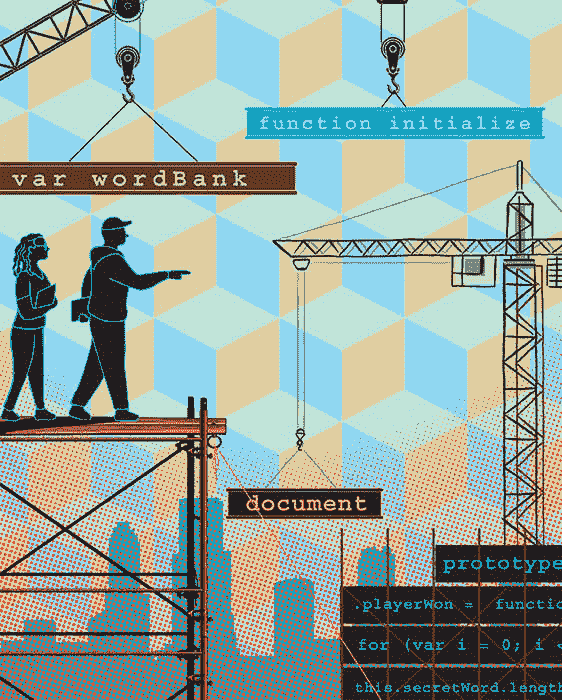 function initialize
var wordBank
document
prototype
.playerWon = functio
for (var i = 0; i <
this.secretWord.length